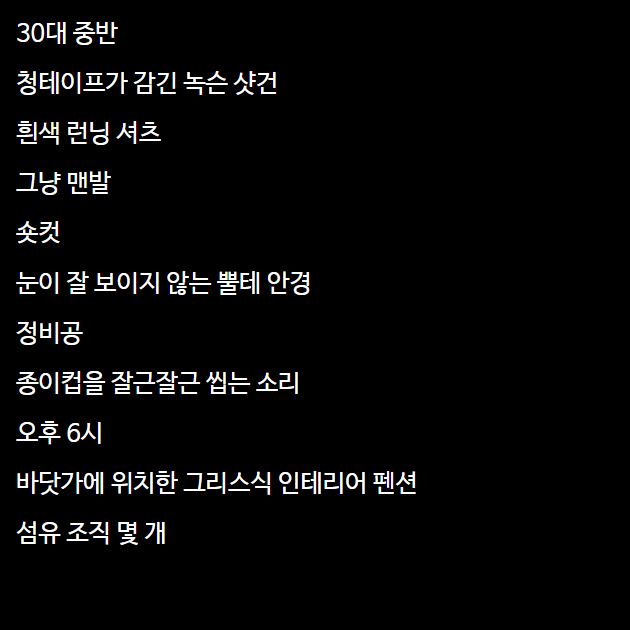 30대 중반
청테이프가 감긴 녹슨 샷건
흰색 런닝 셔츠
그냥 맨발
숏컷
눈이 잘 보이지 않는 뿔테 안경
정비공
종이컵을 잘근잘근 씹는 소리
오후 6시
바닷가에 위치한 그리스식 인테리어 펜션
섬유 조직 몇 개